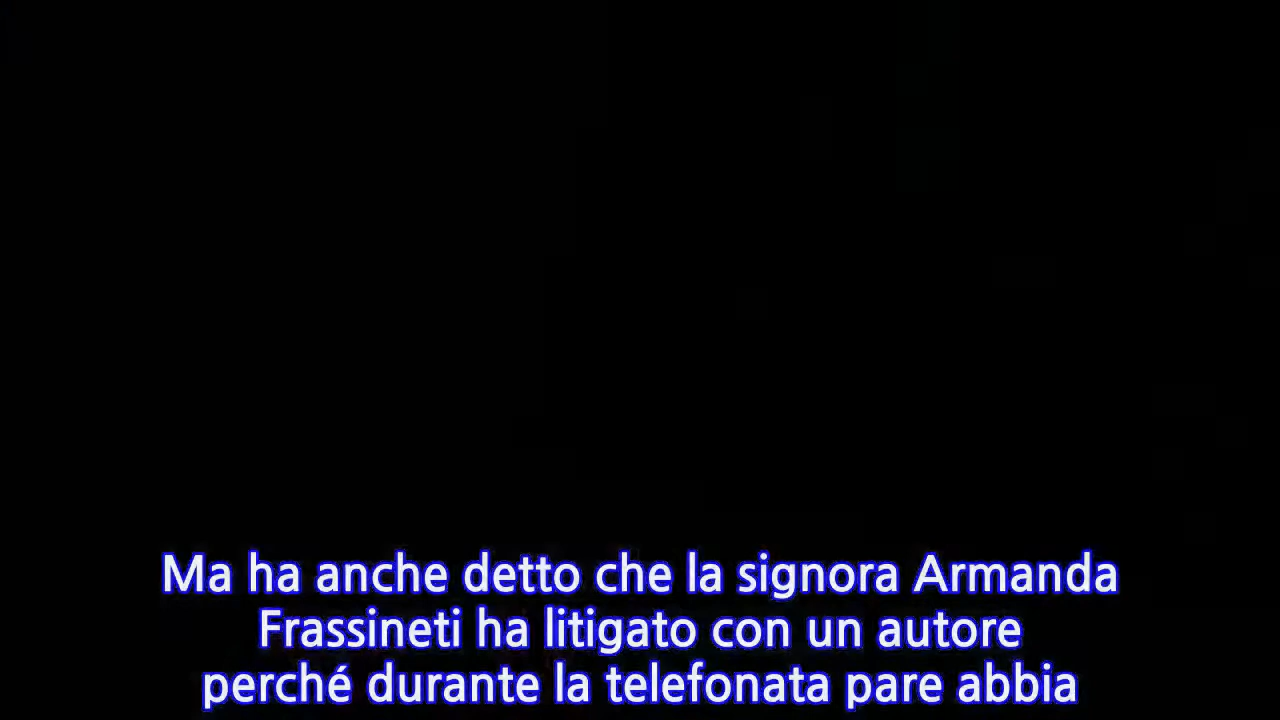 Ma ha anche detto che la signora Armanda
Frassineti ha litigato con un autore
perché durante la telefonata pare abbia